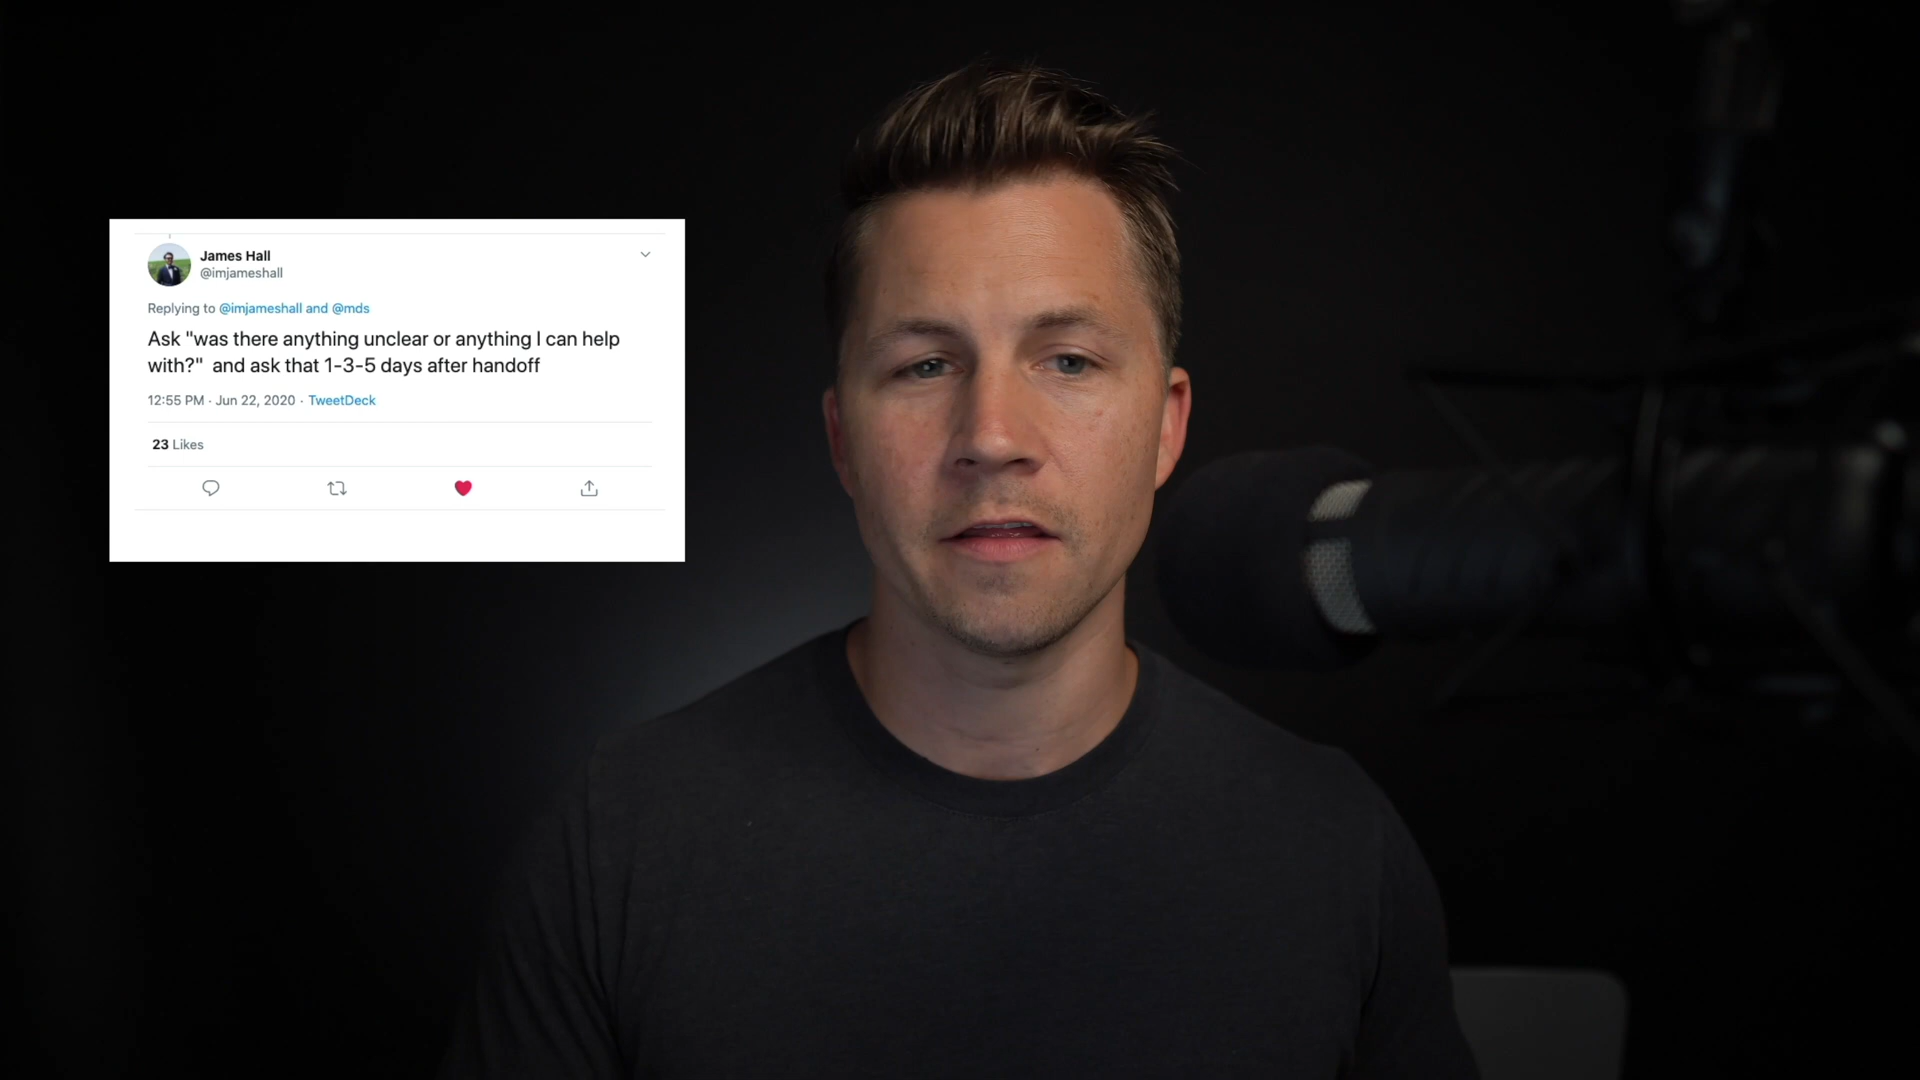 James Hall
@imjameshall
Replying to @imjameshall and @mds
Ask "was there anything unclear or anything I can help
with?"  and ask that 1-3-5 days after handoff
12:55 PM · Jun 22, 2020 · TweetDeck
23 Likes